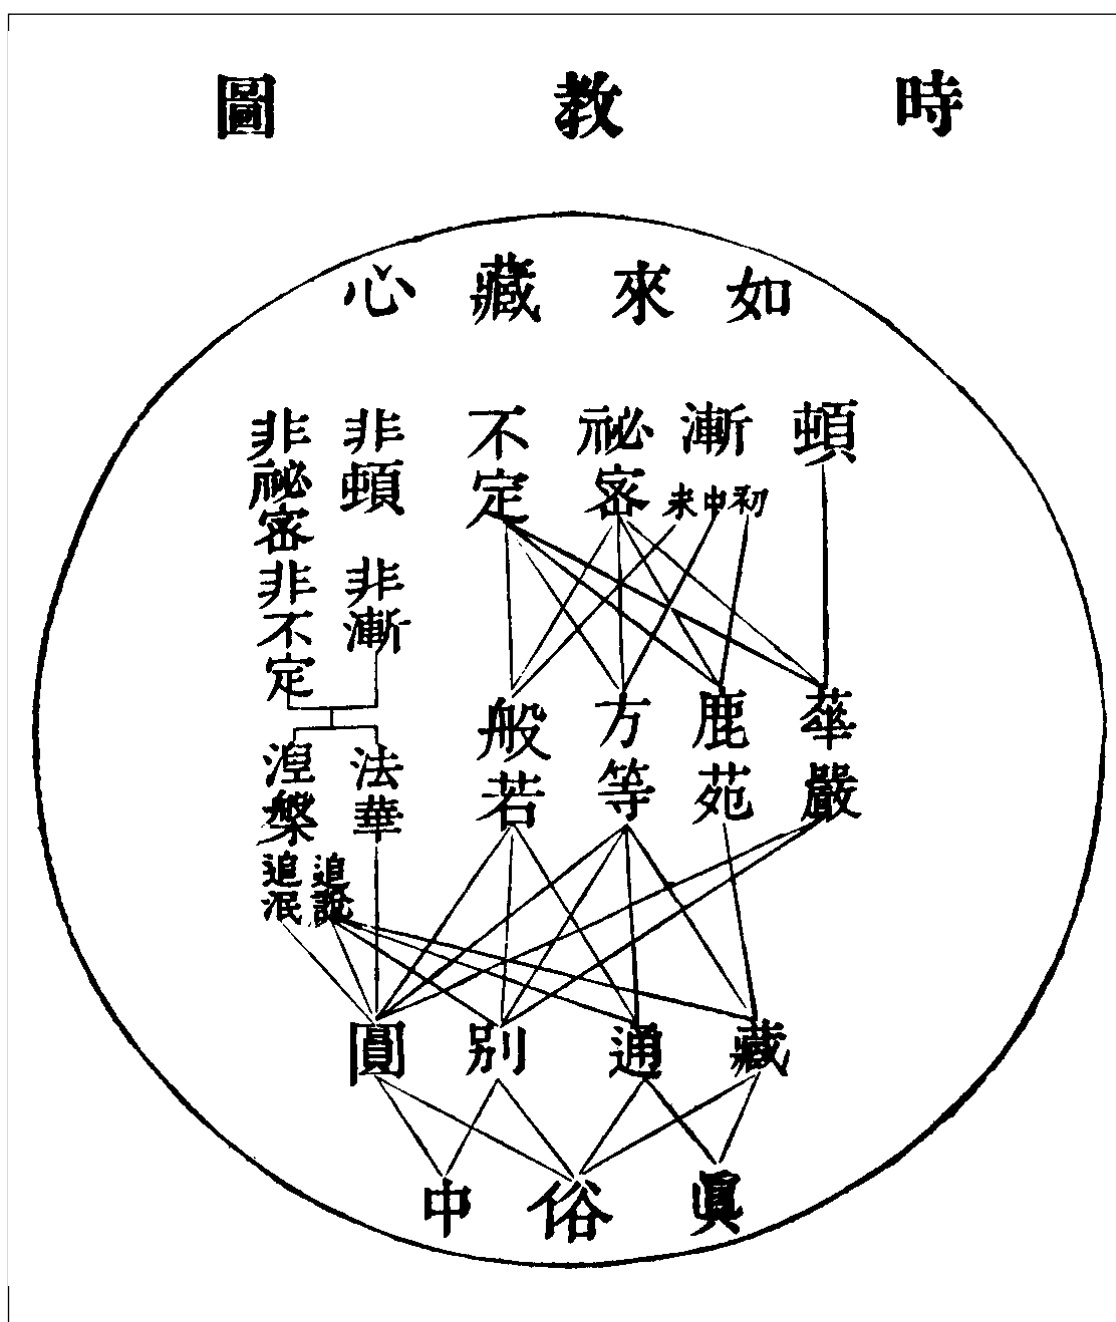 時教圖
如來藏心
頓
漸
初中末
祕密
不定
非頓非漸
非祕密非不定
華嚴
鹿苑
方等
般若
法華
涅槃
追說
追泯
藏
通
別
圓
眞
俗
中